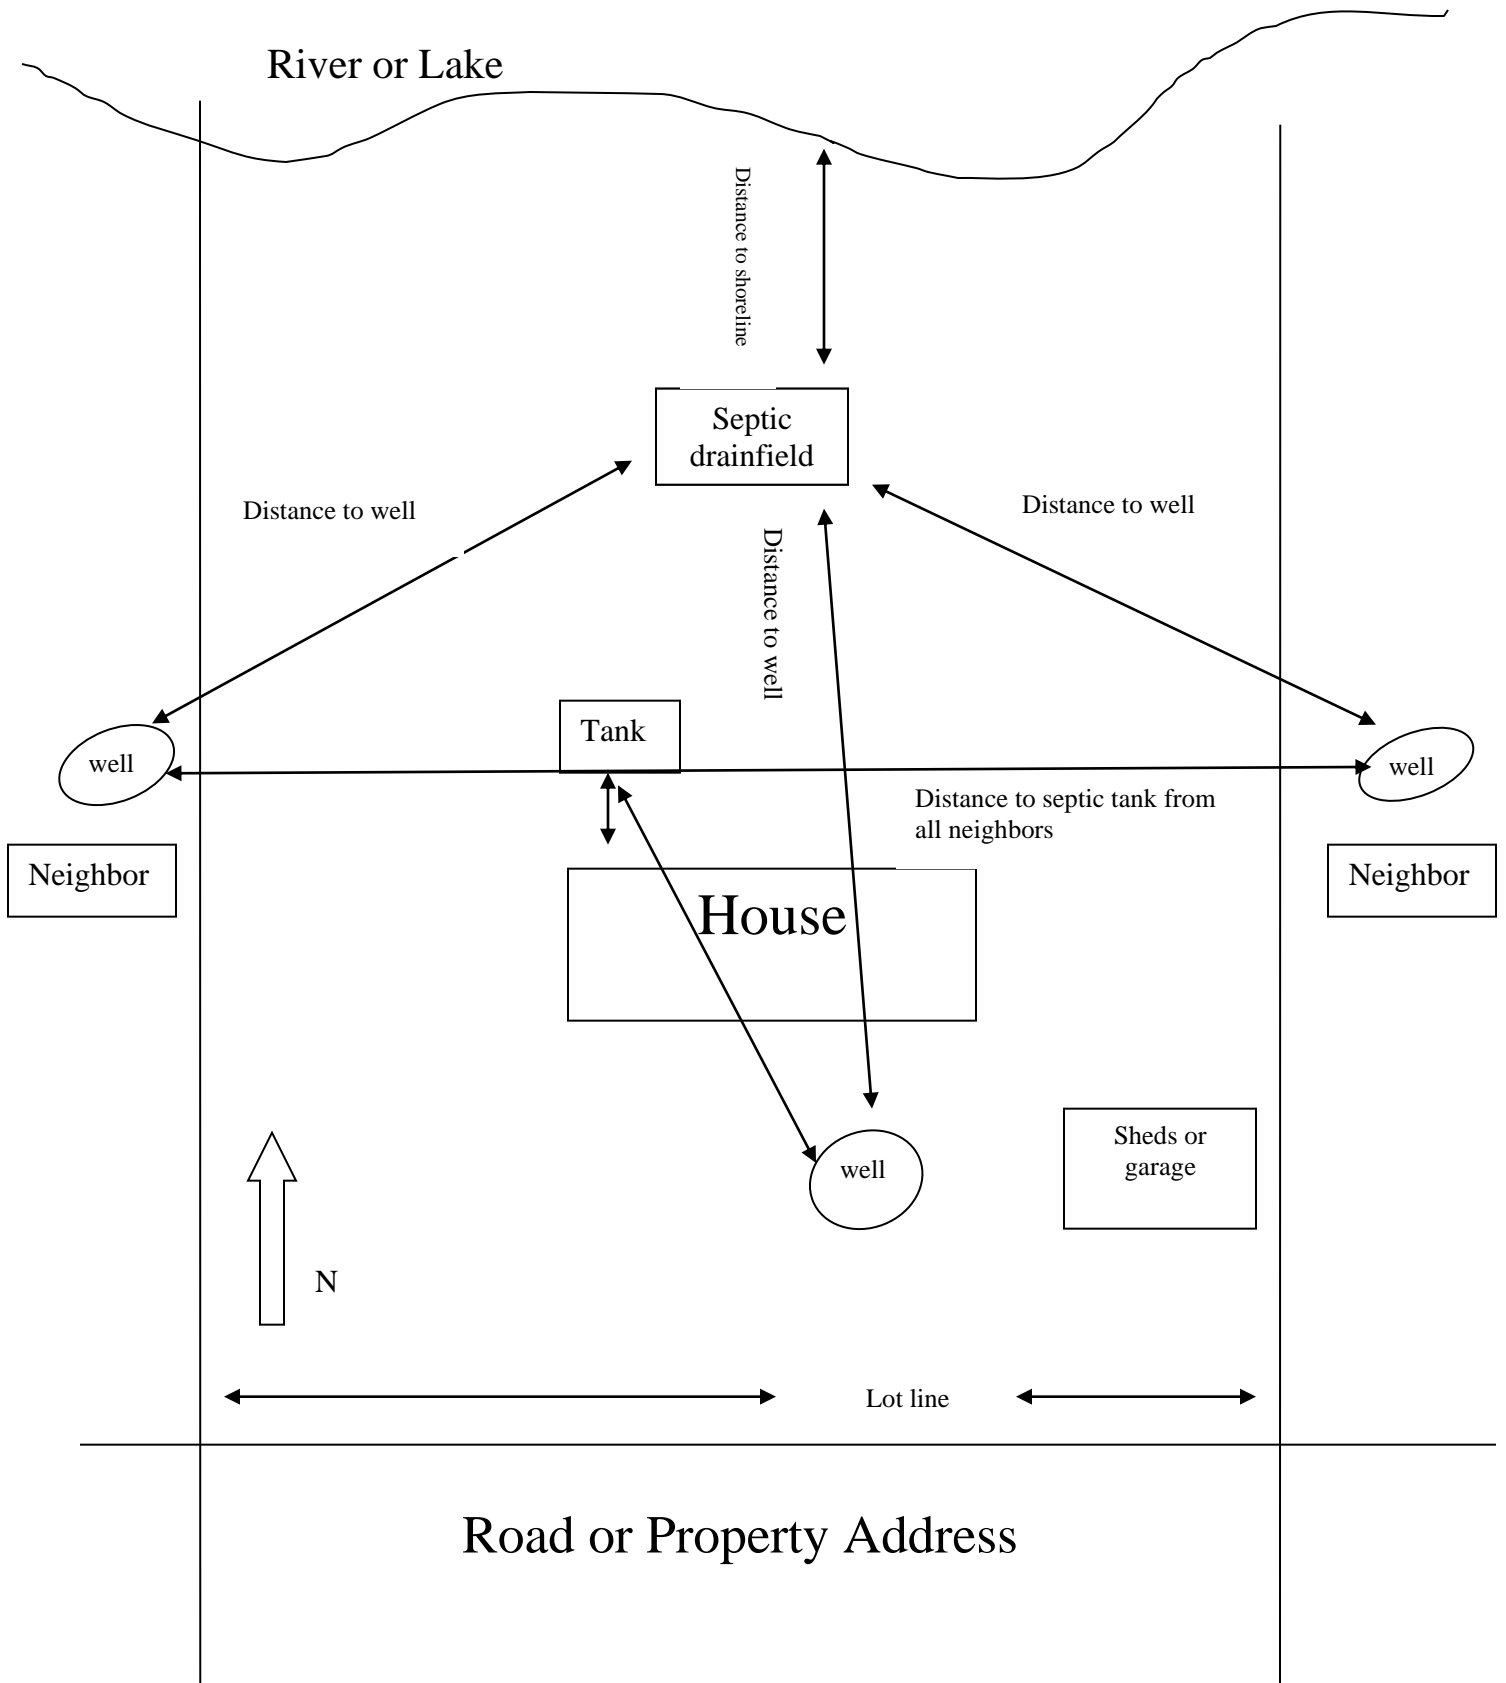 River or Lake
Distance to shoreline
Septic
drainfield
Distance to well
Distance to well
Distance to well
Tank
well
well
Distance to septic tank from
all neighbors
Neighbor
House
Neighbor
Sheds or
garage
well
N
Lot line
Road or Property Address